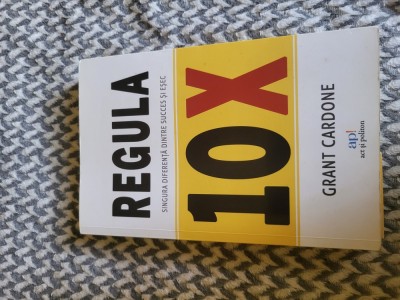 REGULA
SINGURA DIFERENȚĂ DINTRE SUCCES ȘI EȘEC
10X
GRANT CARDONE
ap!
act și politon